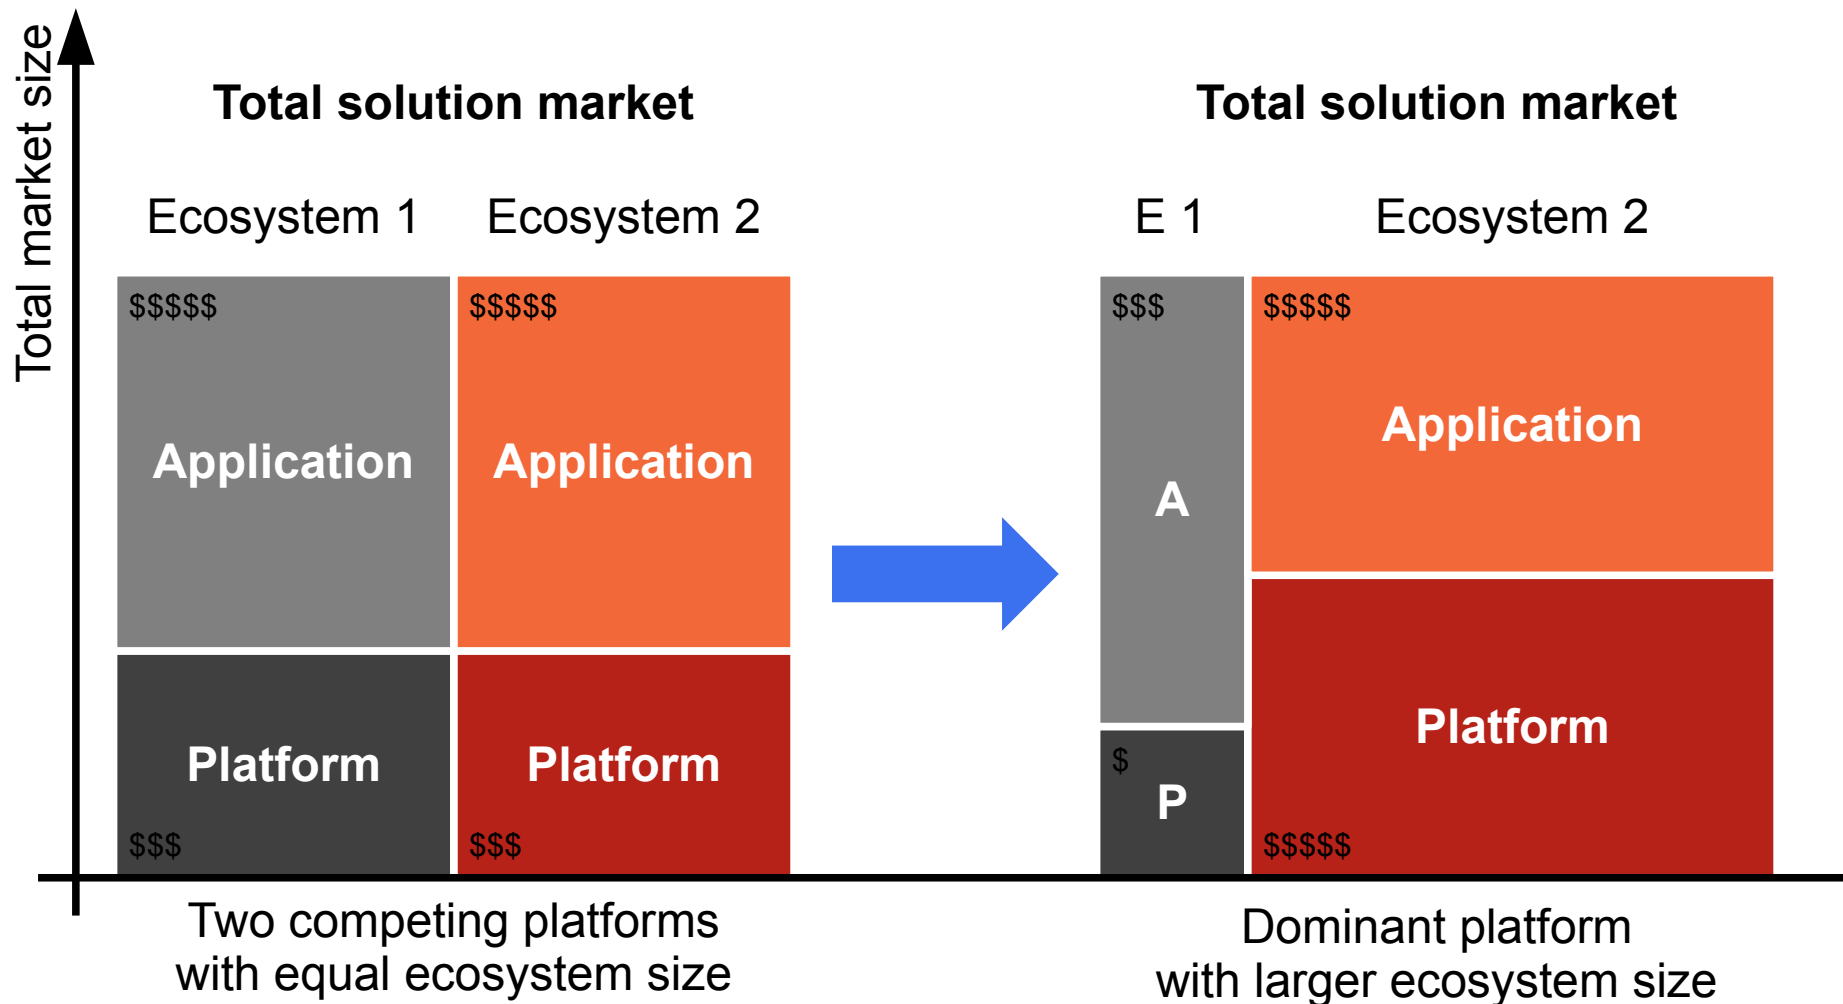 Total market size
Total solution market
Ecosystem 1
Ecosystem 2
$$$$$
Application
$$$$$
Application
Platform
$$$
Platform
$$$
Two competing platforms
with equal ecosystem size
Total solution market
E 1
Ecosystem 2
$$$
A
$
P
$$$$$
Application
Platform
$$$$$
Dominant platform
with larger ecosystem size